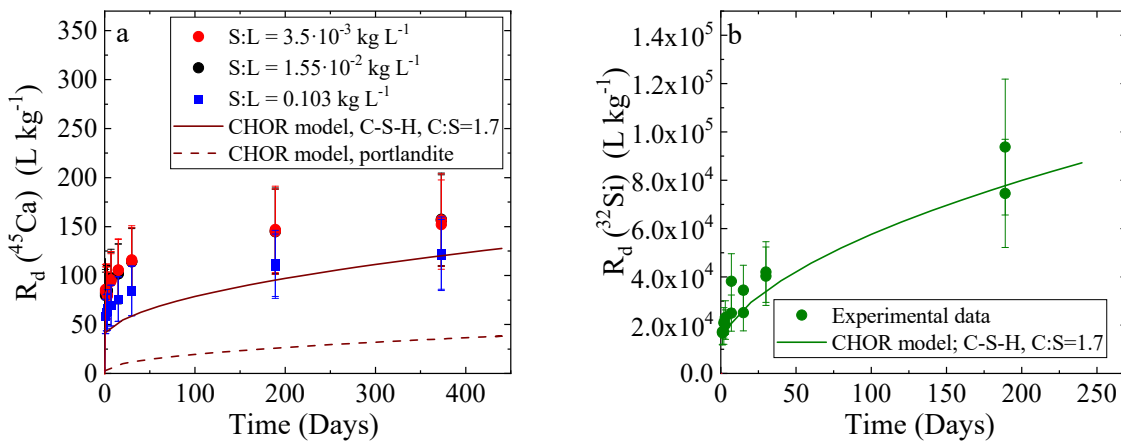 a
S:L = 3.5·10⁻³ kg L⁻¹
S:L = 1.55·10⁻² kg L⁻¹
S:L = 0.103 kg L⁻¹
CHOR model, C-S-H, C:S=1.7
CHOR model, portlandite
R_d (⁴⁵Ca) (L kg⁻¹)
350
300
250
200
150
100
50
0
0 100 200 300 400
Time (Days)
b
R_d (³²Si) (L kg⁻¹)
1.4x10⁵
1.2x10⁵
1.0x10⁵
8.0x10⁴
6.0x10⁴
4.0x10⁴
2.0x10⁴
0.0
Experimental data
CHOR model; C-S-H, C:S=1.7
0 50 100 150 200 250
Time (Days)